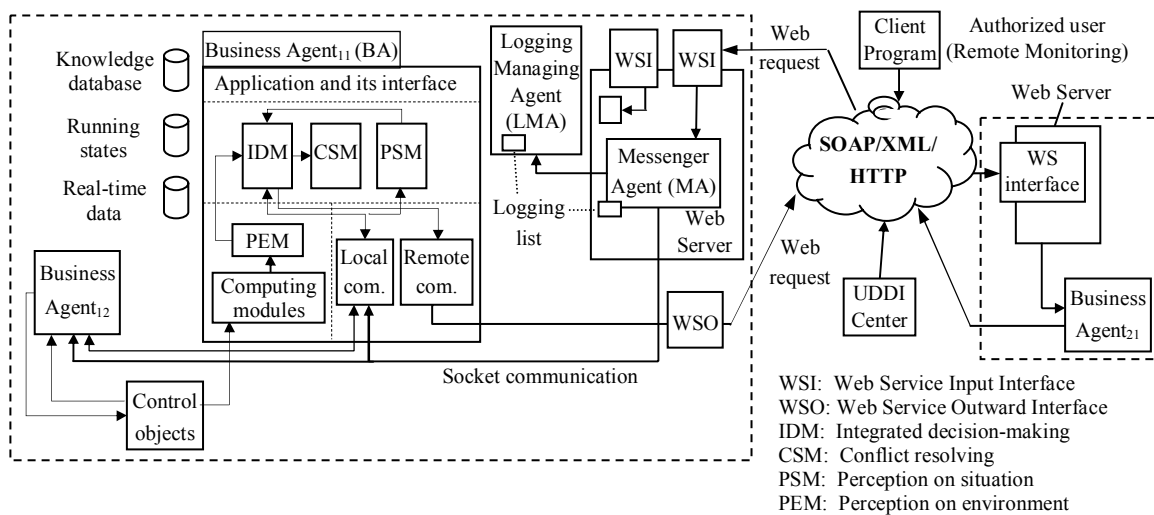 Knowledge
database
Running
states
Real-time
data
Business Agent11 (BA)
Application and its interface
IDM
CSM
PSM
PEM
Computing
modules
Local
com.
Remote
com.
Business
Agent12
Control
objects
Socket communication
Logging
Managing
Agent
(LMA)
Logging
list
WSI
WSI
Messenger
Agent (MA)
Web
Server
WSO
Web
request
Web
request
Client
Program
Authorized user
(Remote Monitoring)
SOAP/XML/
HTTP
UDDI
Center
Web Server
WS
interface
Business
Agent21
WSI: Web Service Input Interface
WSO: Web Service Outward Interface
IDM: Integrated decision-making
CSM: Conflict resolving
PSM: Perception on situation
PEM: Perception on environment